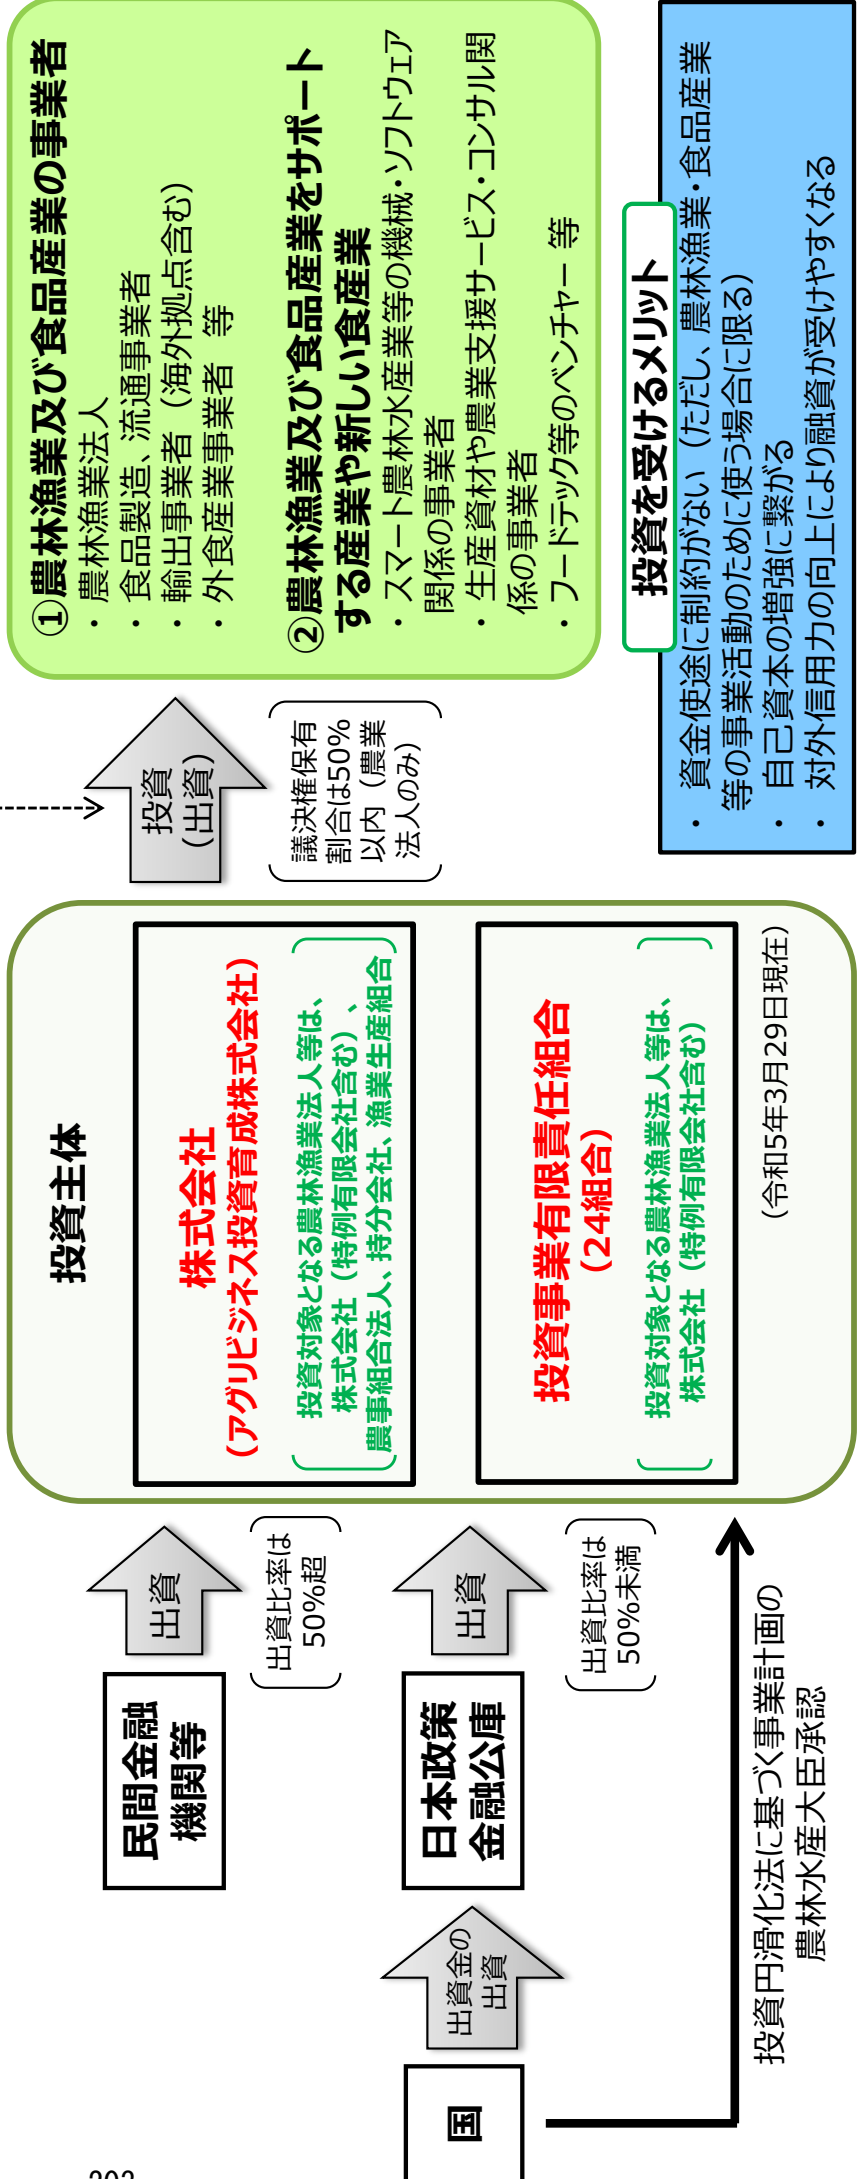 国
出資金の
出資
民間金融
機関等
出資
出資比率は
50%超
日本政策
金融公庫
出資
出資比率は
50%未満
投資円滑化法に基づく事業計画の
農林水産大臣承認
投資主体
株式会社
（アグリビジネス投資育成株式会社）
投資対象となる農林漁業法人等は、
株式会社（特例有限会社含む）、
農事組合法人、持分会社、漁業生産組合
投資事業有限責任組合
（24組合）
投資対象となる農林漁業法人等は、
株式会社（特例有限会社含む）
（令和5年3月29日現在）
投資
（出資）
議決権保有
割合は50%
以内（農業
法人のみ）
①農林漁業及び食品産業の事業者
・農林漁業法人
・食品製造、流通事業者
・輸出事業者（海外拠点含む）
・外食産業事業者 等
②農林漁業及び食品産業をサポート
する産業や新しい食産業
・スマート農林水産業等の機械・ソフトウェア
関係の事業者
・生産資材や農業支援サービス・コンサル関
係の事業者
・フードテック等のベンチャー 等
投資を受けるメリット
・ 資金使途に制約がない（ただし、農林漁業・食品産業
等の事業活動のために使う場合に限る）
・ 自己資本の増強に繋がる
・ 対外信用力の向上により融資が受けやすくなる